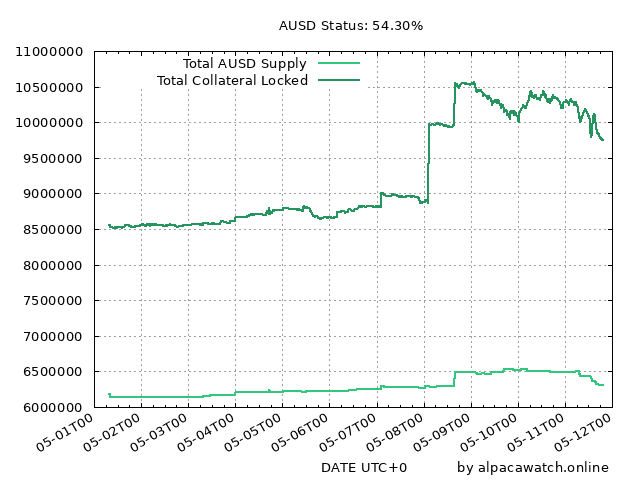 AUSD Status: 54.30%
11000000
10500000
10000000
9500000
9000000
8500000
8000000
7500000
7000000
6500000
6000000
Total AUSD Supply
Total Collateral Locked
05-01T00
05-02T00
05-03T00
05-04T00
05-05T00
05-06T00
05-07T00
05-08T00
05-09T00
05-10T00
05-11T00
05-12T00
DATE UTC+0
by alpacawatch.online